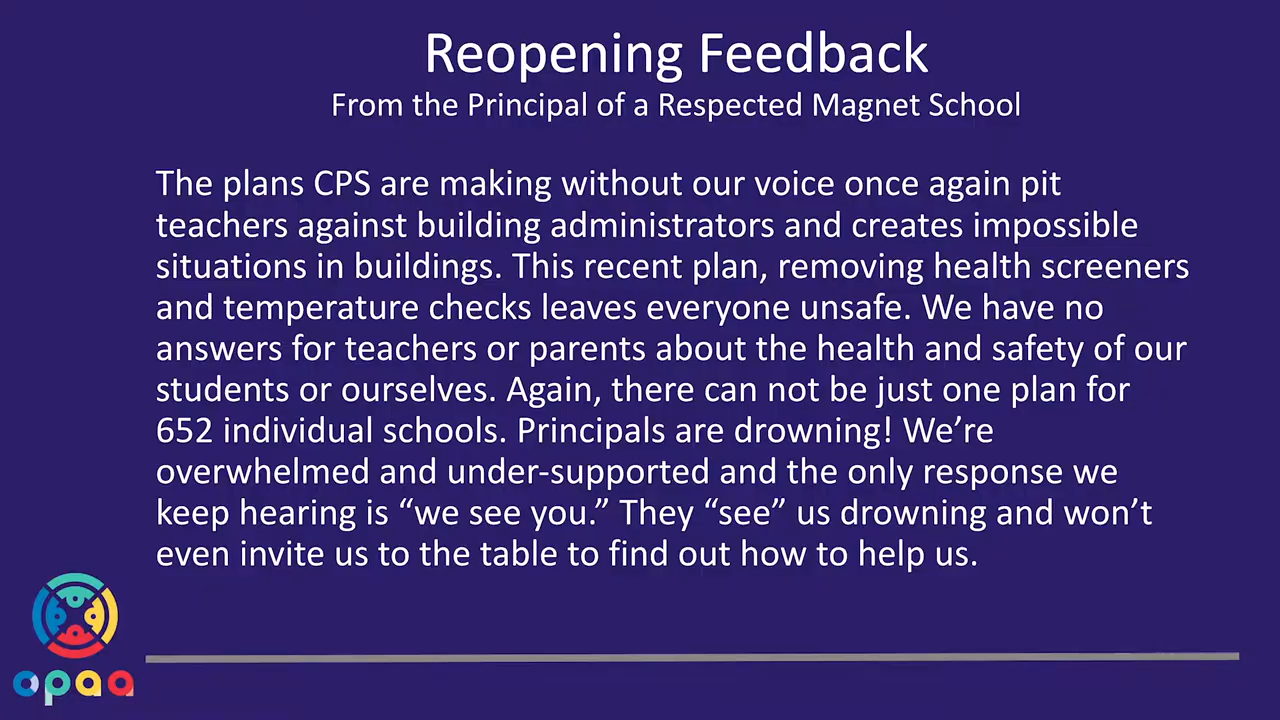 Reopening Feedback
From the Principal of a Respected Magnet School
The plans CPS are making without our voice once again pit
teachers against building administrators and creates impossible
situations in buildings. This recent plan, removing health screeners
and temperature checks leaves everyone unsafe. We have no
answers for teachers or parents about the health and safety of our
students or ourselves. Again, there can not be just one plan for
652 individual schools. Principals are drowning! We’re
overwhelmed and under-supported and the only response we
keep hearing is “we see you.” They “see” us drowning and won’t
even invite us to the table to find out how to help us.
cpaa